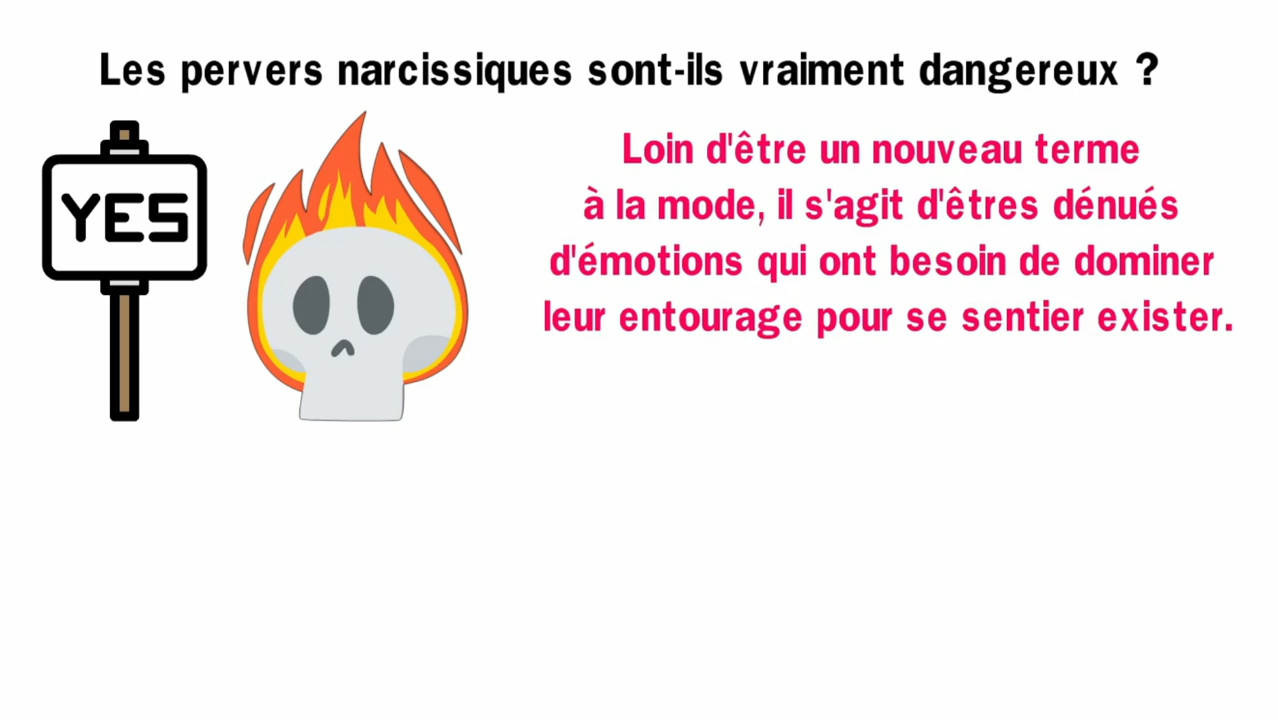 Les pervers narcissiques sont-ils vraiment dangereux ?
YES
Loin d'être un nouveau terme
à la mode, il s'agit d'êtres dénués
d'émotions qui ont besoin de dominer
leur entourage pour se sentier exister.